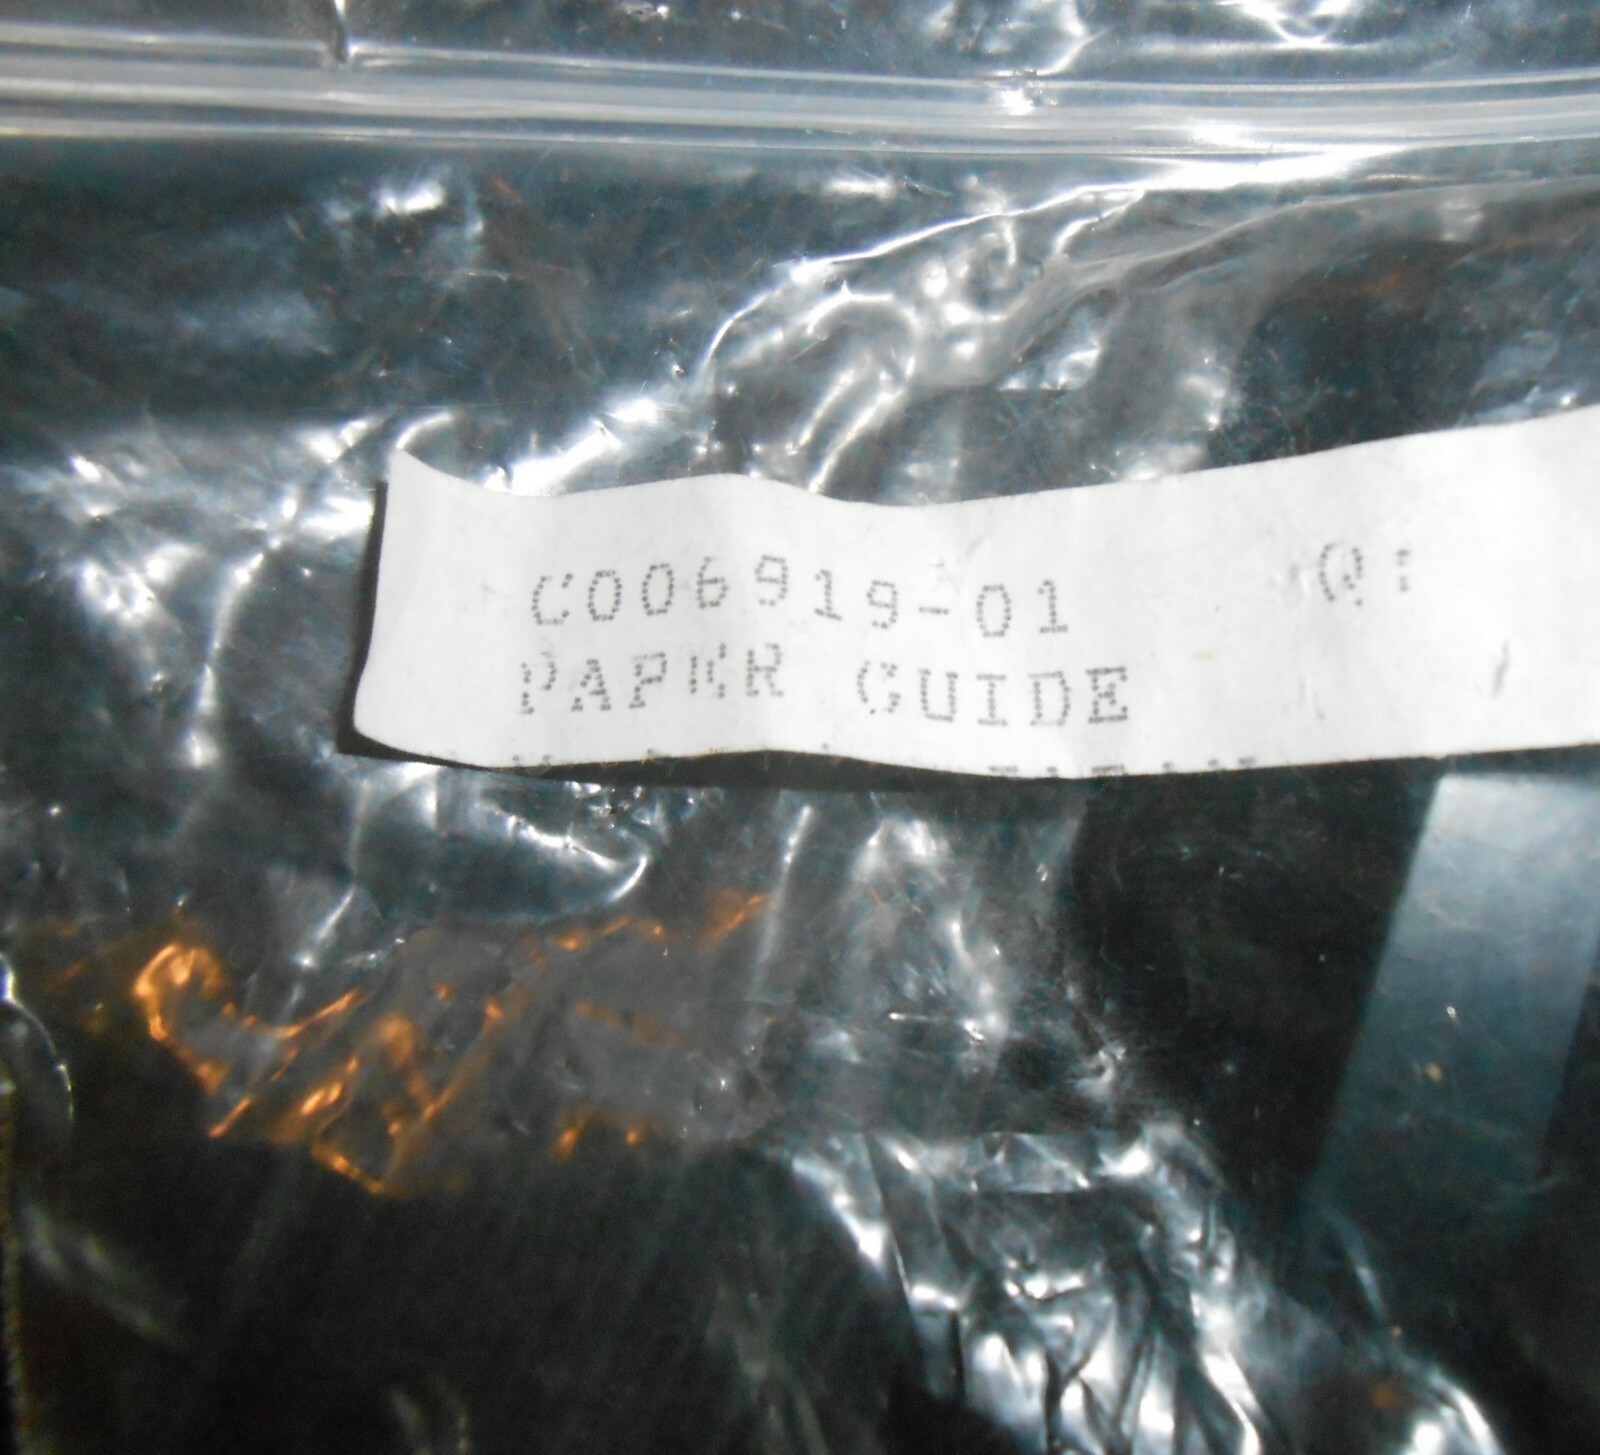 C006919-01 Q:
PAPER GUIDE